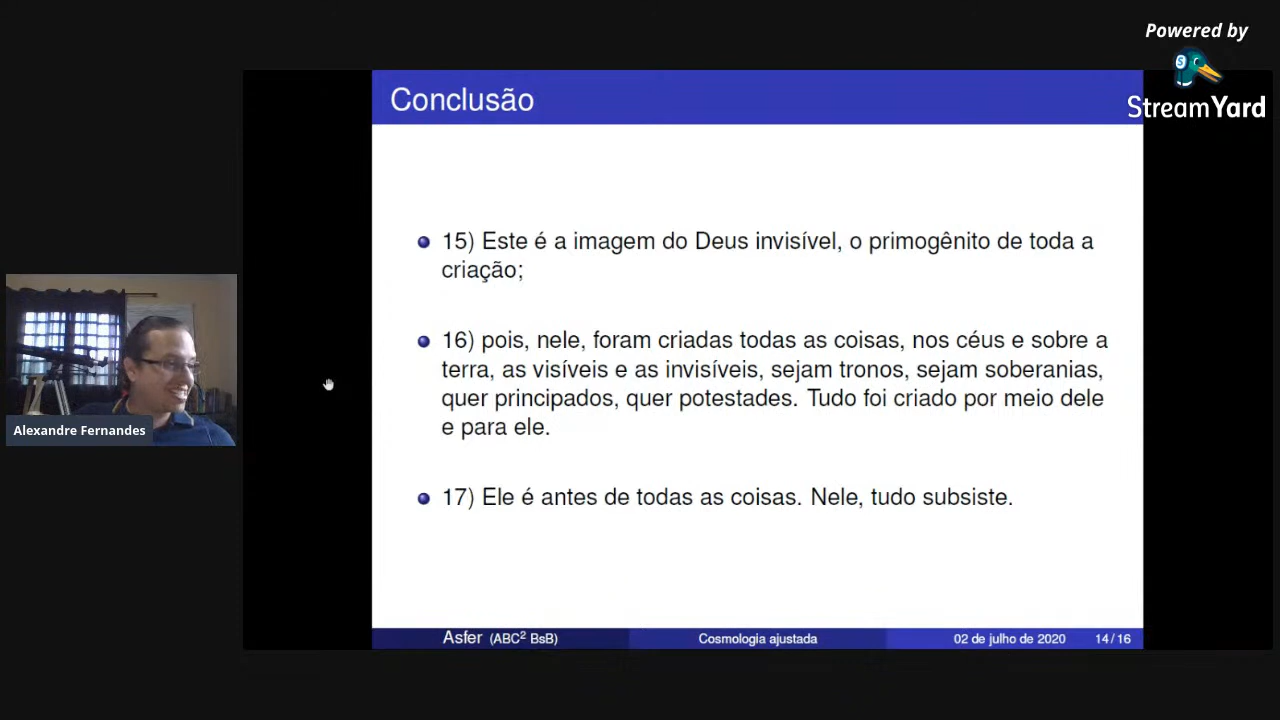 Powered by
StreamYard
Conclusão
15) Este é a imagem do Deus invisível, o primogênito de toda a
criação;
16) pois, nele, foram criadas todas as coisas, nos céus e sobre a
terra, as visíveis e as invisíveis, sejam tronos, sejam soberanias,
quer principados, quer potestades. Tudo foi criado por meio dele
e para ele.
17) Ele é antes de todas as coisas. Nele, tudo subsiste.
Alexandre Fernandes
Asfer (ABC² BsB) Cosmologia ajustada 02 de julho de 2020 14/16